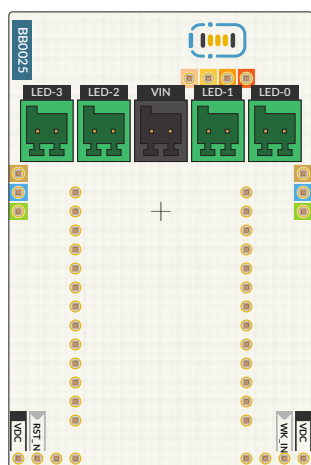 BB0025
LED-3
LED-2
VIN
LED-1
LED-0
VDC
RST_N
WK_IN
VDC